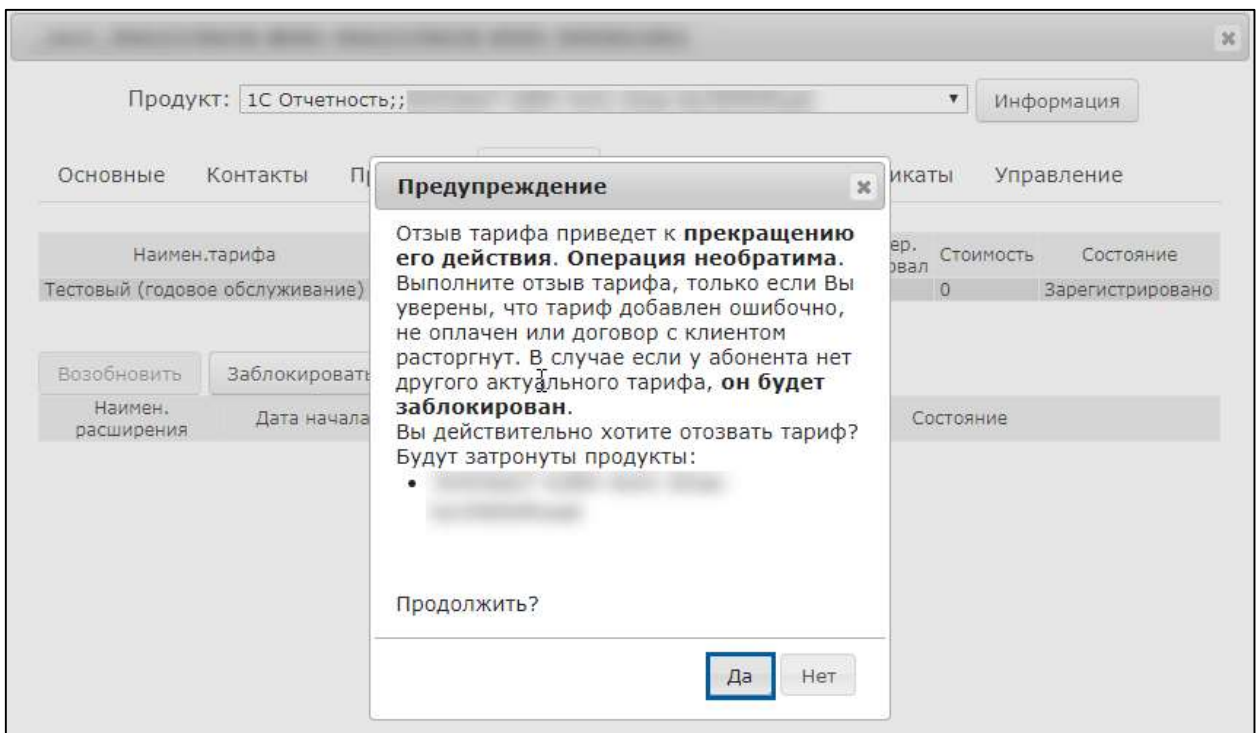 Продукт: 1С Отчетность;; Информация
Основные Контакты Управление
Наимен.тарифа Стоимость Состояние
Тестовый (годовое обслуживание) 0 Зарегистрировано
Возобновить Заблокировать
Наимен.
расширения Дата начала Состояние
Предупреждение
Отзыв тарифа приведет к прекращению
его действия. Операция необратима.
Выполните отзыв тарифа, только если Вы
уверены, что тариф добавлен ошибочно,
не оплачен или договор с клиентом
расторгнут. В случае если у абонента нет
другого актуального тарифа, он будет
заблокирован.
Вы действительно хотите отозвать тариф?
Будут затронуты продукты:
Продолжить?
Да Нет